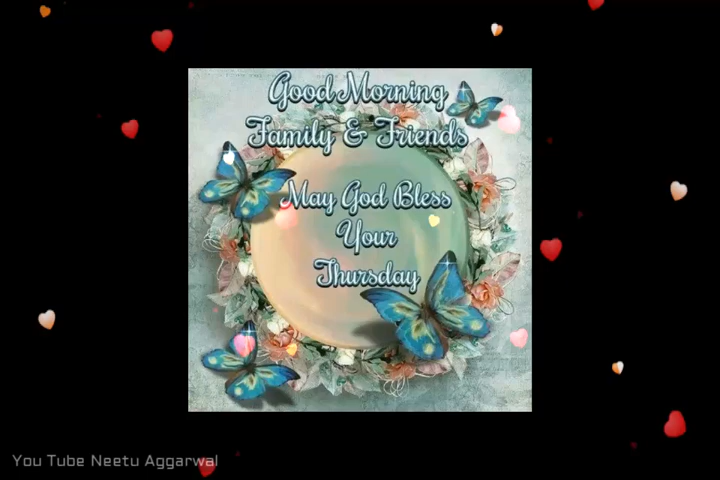 Good Morning
Family & Friends
May God Bless
Your
Thursday
You Tube Neetu Aggarwal